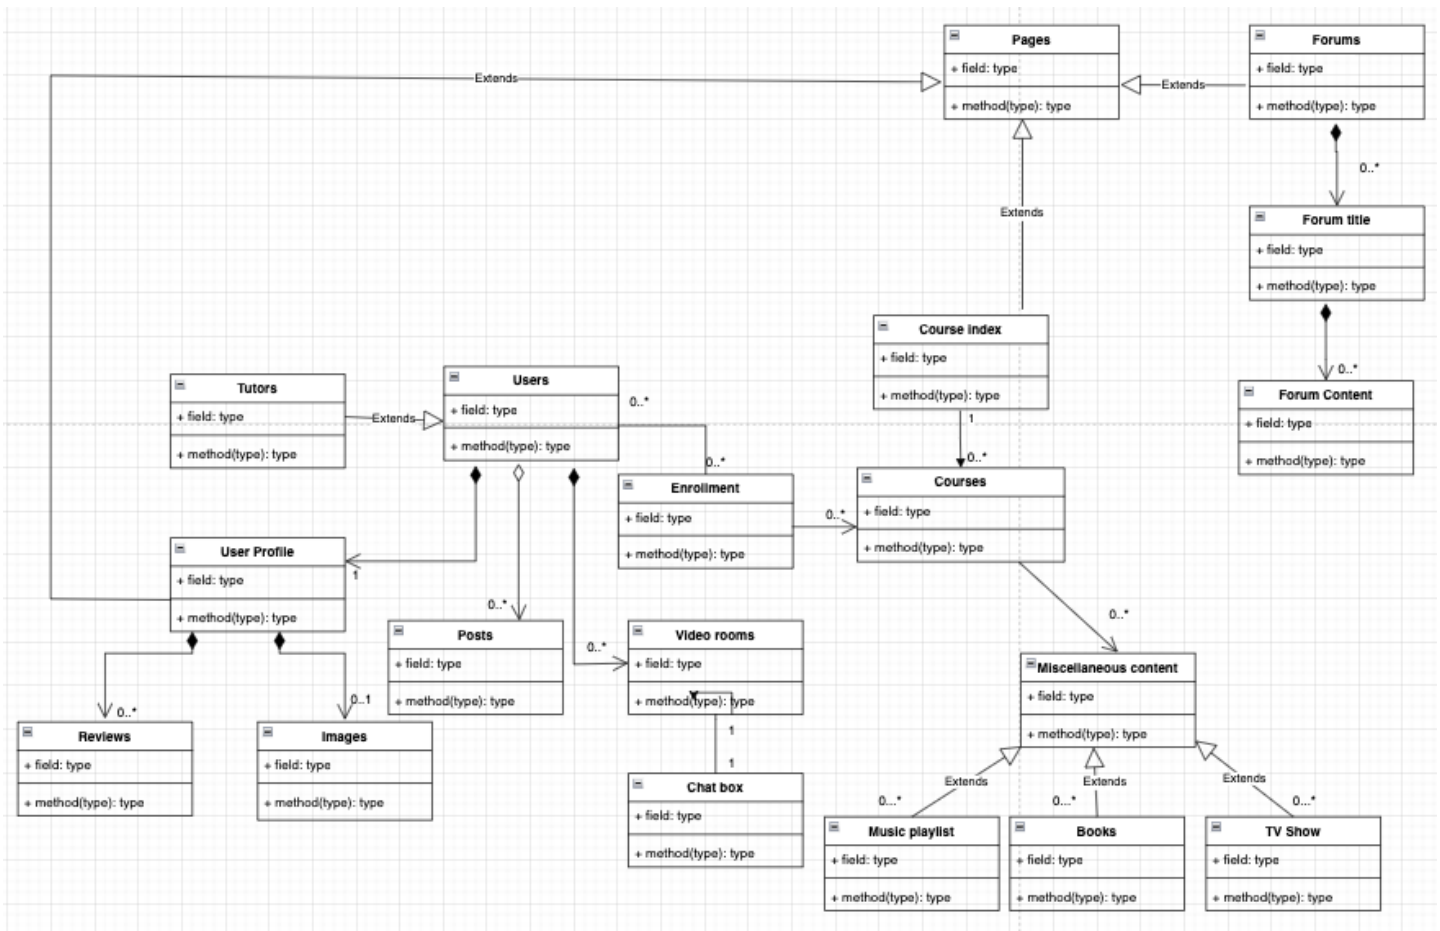 Pages
+ field: type
+ method(type): type
Forums
+ field: type
+ method(type): type
Extends
Extends
0..*
Extends
Forum title
+ field: type
+ method(type): type
Course index
+ field: type
+ method(type): type
0..*
Forum Content
+ field: type
+ method(type): type
Tutors
+ field: type
+ method(type): type
Extends
Users
+ field: type
+ method(type): type
0..*
0..*
1
0..*
Enrollment
+ field: type
+ method(type): type
0..*
Courses
+ field: type
+ method(type): type
User Profile
+ field: type
+ method(type): type
1
0..*
Posts
+ field: type
+ method(type): type
0..*
Video rooms
+ field: type
+ method(type): type
0..*
Miscellaneous content
+ field: type
+ method(type): type
0..*
Reviews
+ field: type
+ method(type): type
0..1
Images
+ field: type
+ method(type): type
1
1
Chat box
+ field: type
+ method(type): type
Extends
Extends
Extends
0...*
0...*
0...*
Music playlist
+ field: type
+ method(type): type
Books
+ field: type
+ method(type): type
TV Show
+ field: type
+ method(type): type